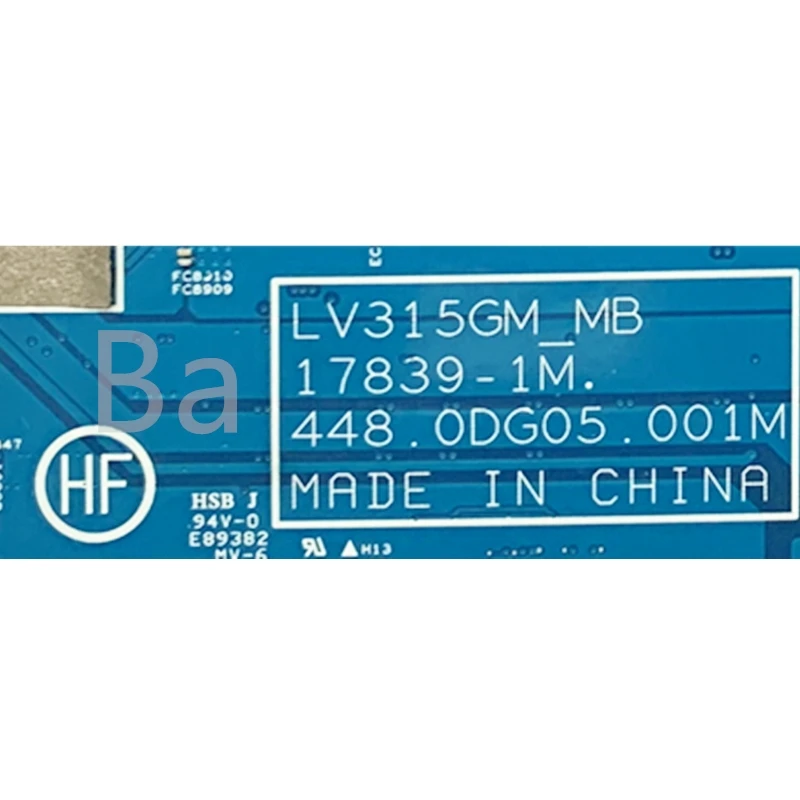 FC8910
FC8909
LV315GM_MB
17839-1M.
448.0DG05.001M
MADE IN CHINA
Ba
47
HF
HSB J
94V-0
E89382
MV-6
H13